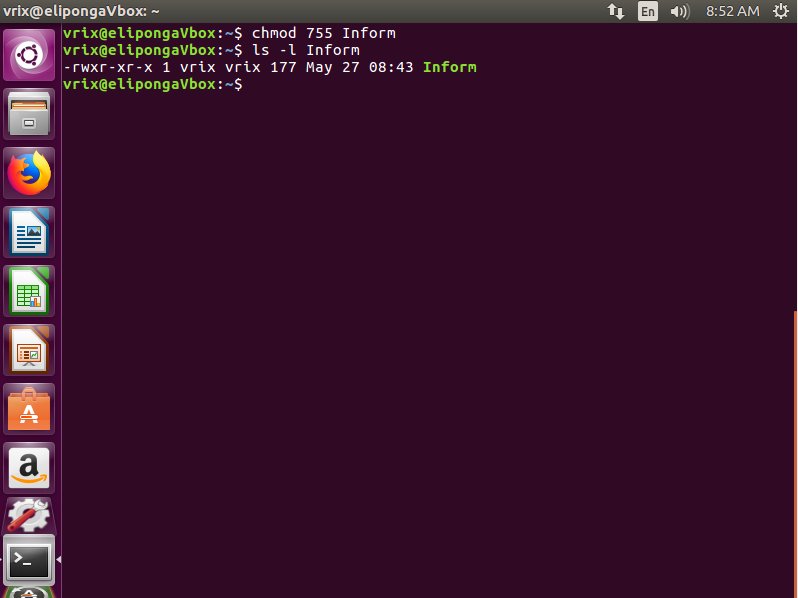 vrix@elipongaVbox: ~
En
8:52 AM
vrix@elipongaVbox:~$ chmod 755 Inform
vrix@elipongaVbox:~$ ls -l Inform
-rwxr-xr-x 1 vrix vrix 177 May 27 08:43 Inform
vrix@elipongaVbox:~$
A
a
>_